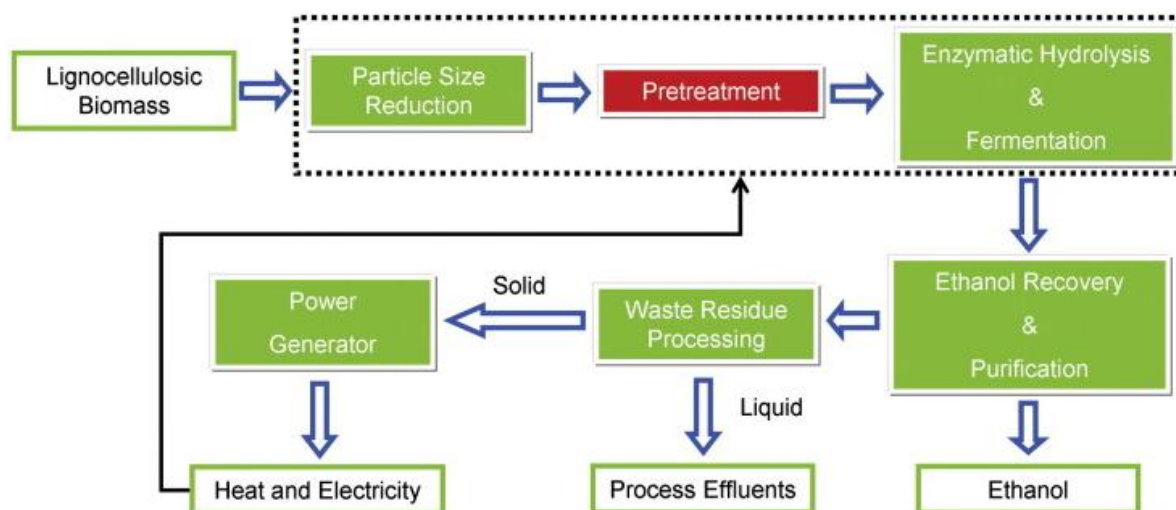 Lignocellulosic
Biomass
Particle Size
Reduction
Pretreatment
Enzymatic Hydrolysis
&
Fermentation
Power
Generator
Solid
Waste Residue
Processing
Liquid
Ethanol Recovery
&
Purification
Heat and Electricity
Process Effluents
Ethanol